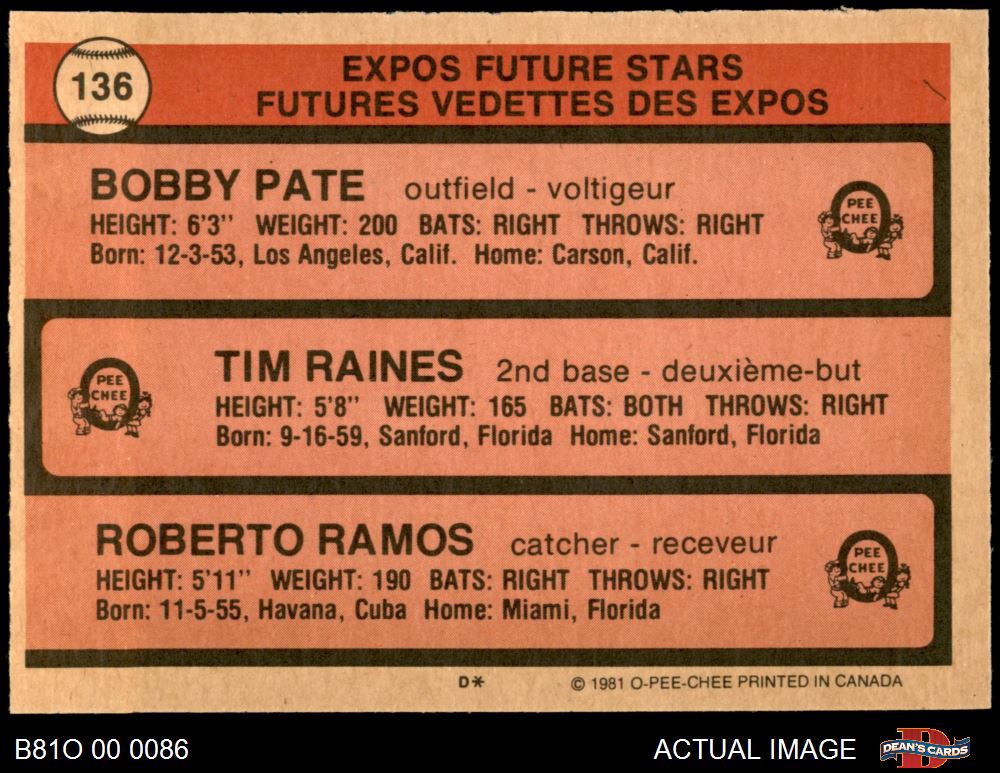 136
EXPOS FUTURE STARS
FUTURES VEDETTES DES EXPOS
BOBBY PATE outfield - voltigeur
HEIGHT: 6'3'' WEIGHT: 200 BATS: RIGHT THROWS: RIGHT
Born: 12-3-53, Los Angeles, Calif. Home: Carson, Calif.
O
PEE
CHEE
TIM RAINES 2nd base - deuxième-but
HEIGHT: 5'8'' WEIGHT: 165 BATS: BOTH THROWS: RIGHT
Born: 9-16-59, Sanford, Florida Home: Sanford, Florida
O
PEE
CHEE
ROBERTO RAMOS catcher - receveur
HEIGHT: 5'11'' WEIGHT: 190 BATS: RIGHT THROWS: RIGHT
Born: 11-5-55, Havana, Cuba Home: Miami, Florida
O
PEE
CHEE
D* © 1981 O-PEE-CHEE PRINTED IN CANADA
B81O 00 0086 ACTUAL IMAGE DEAN'S CARDS